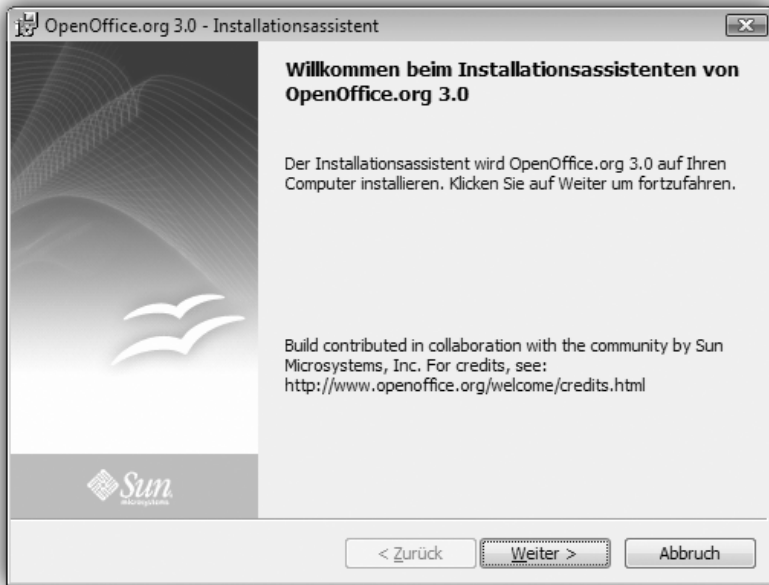 OpenOffice.org 3.0 - Installationsassistent
Willkommen beim Installationsassistenten von
OpenOffice.org 3.0
Der Installationsassistent wird OpenOffice.org 3.0 auf Ihren
Computer installieren. Klicken Sie auf Weiter um fortzufahren.
Build contributed in collaboration with the community by Sun
Microsystems, Inc. For credits, see:
http://www.openoffice.org/welcome/credits.html
Sun
microsystems
< Zurück
Weiter >
Abbruch